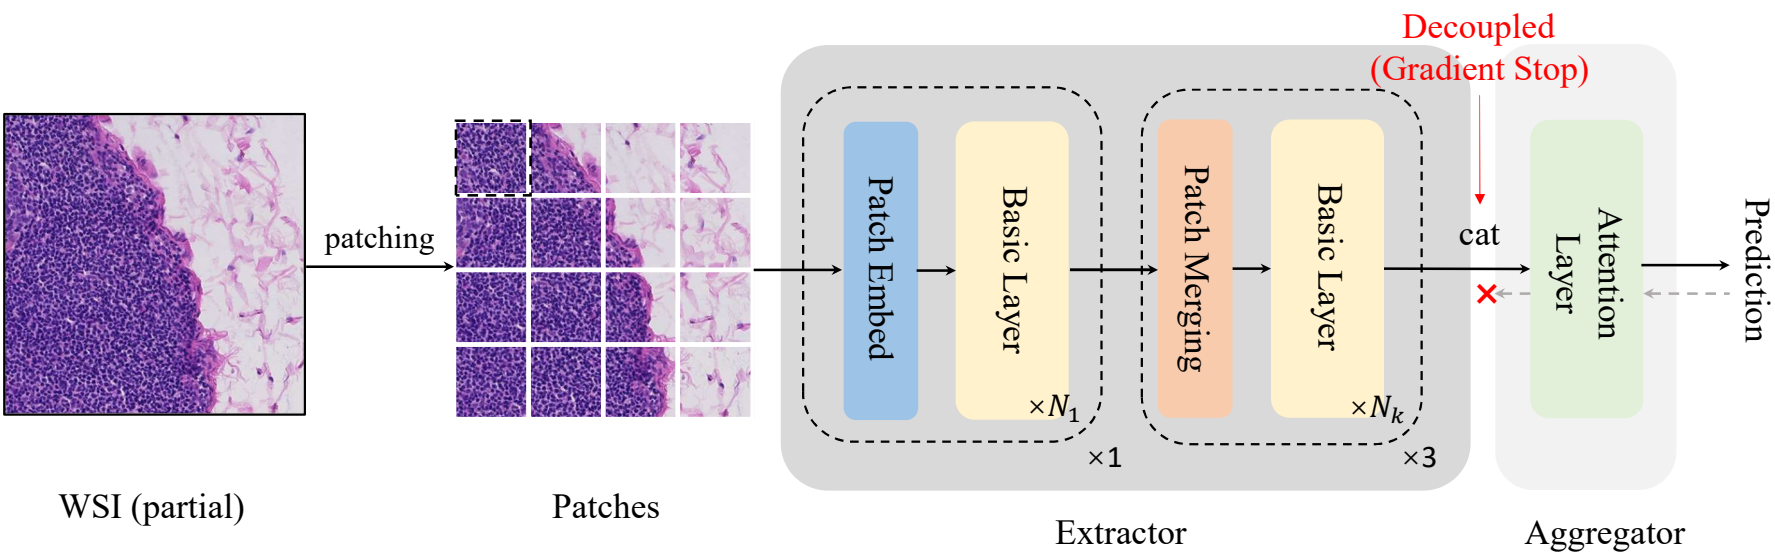 Decoupled
(Gradient Stop)
patching
Patch Embed
Basic Layer
×N₁
×1
Patch Merging
Basic Layer
×Nₖ
×3
cat
Attention
Layer
Prediction
WSI (partial)
Patches
Extractor
Aggregator